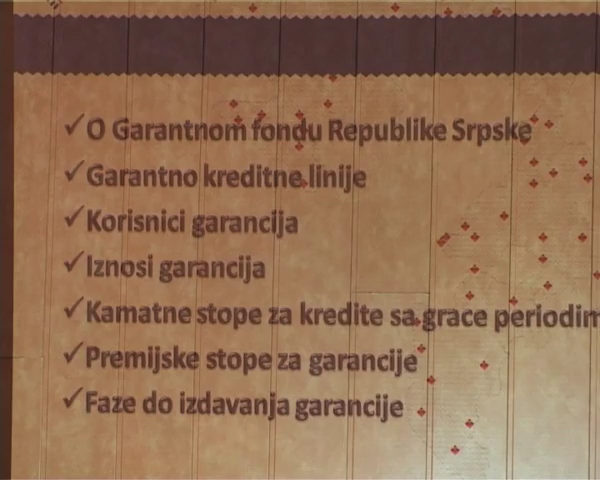 ✓O Garantnom fondu Republike Srpske
✓Garantno kreditne linije
✓Korisnici garancija
✓Iznosi garancija
✓Kamatne stope za kredite sa grace periodim
✓Premijske stope za garancije
✓Faze do izdavanja garancije